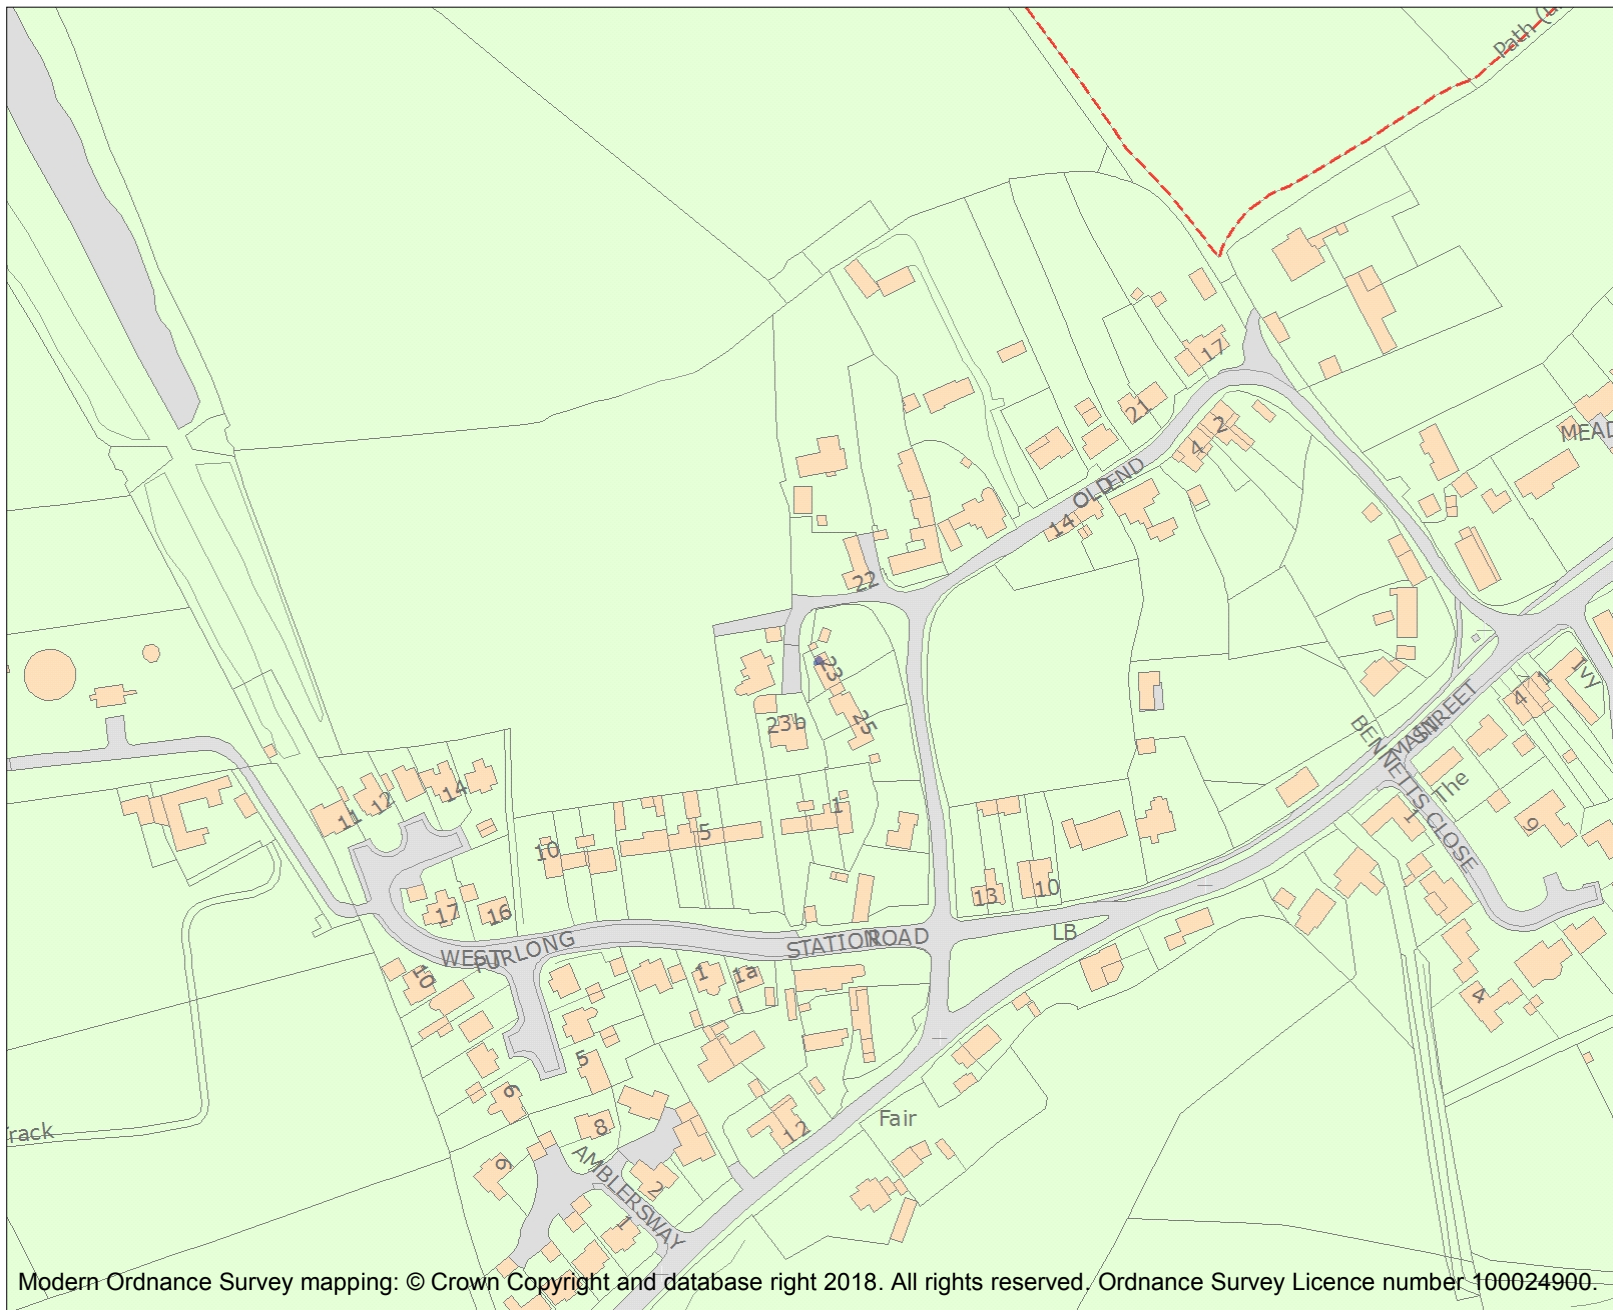 Path (u
17
MEAD
21
2
4
OLD END
14
22
23
25
23b
Ivy
1
4
MAIN STREET
BENNETTS CLOSE
The
1
9
11
12
14
5
1
10
17
16
13
10
STATION ROAD
LB
WEST FURLONG
10
1
1a
4
5
6
Fair
Track
8
12
9
2
AMBLERSWAY
1
Modern Ordnance Survey mapping: © Crown Copyright and database right 2018. All rights reserved. Ordnance Survey Licence number 100024900.